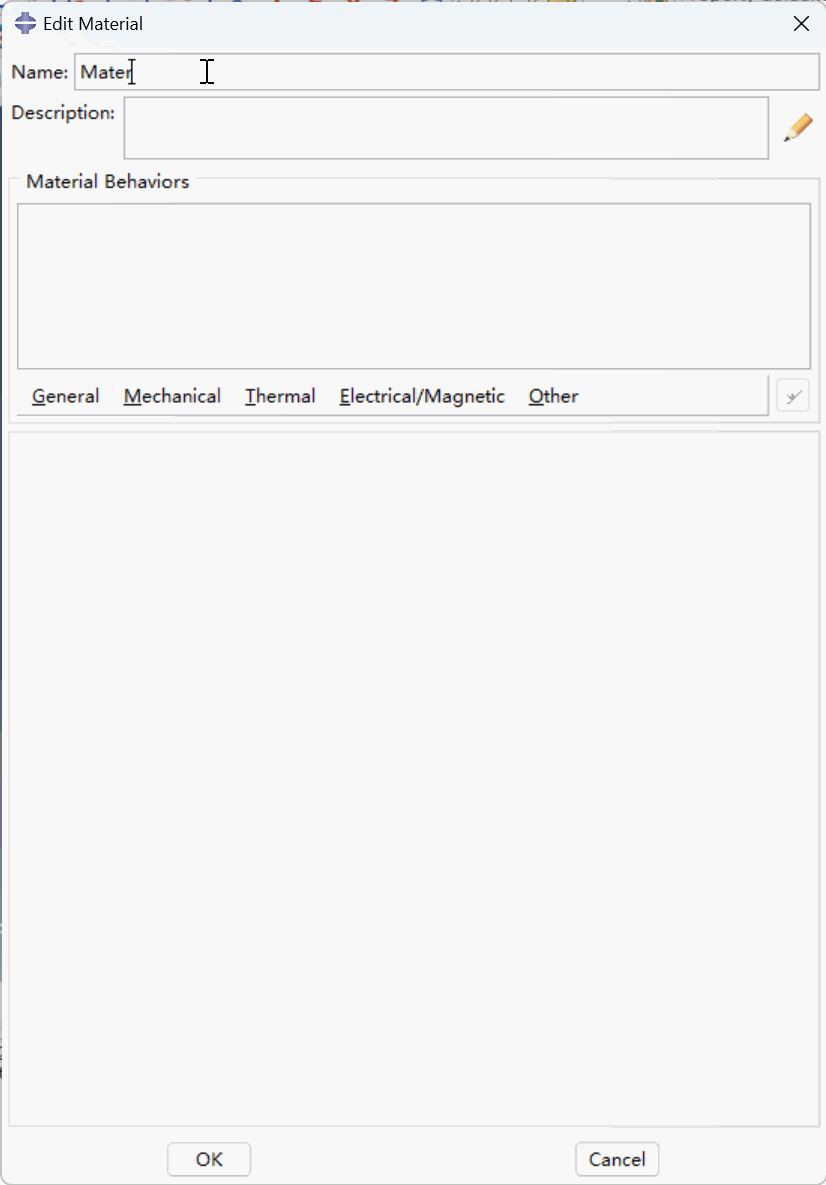 Edit Material
Name: Mater
Description:
Material Behaviors
General Mechanical Thermal Electrical/Magnetic Other
OK Cancel